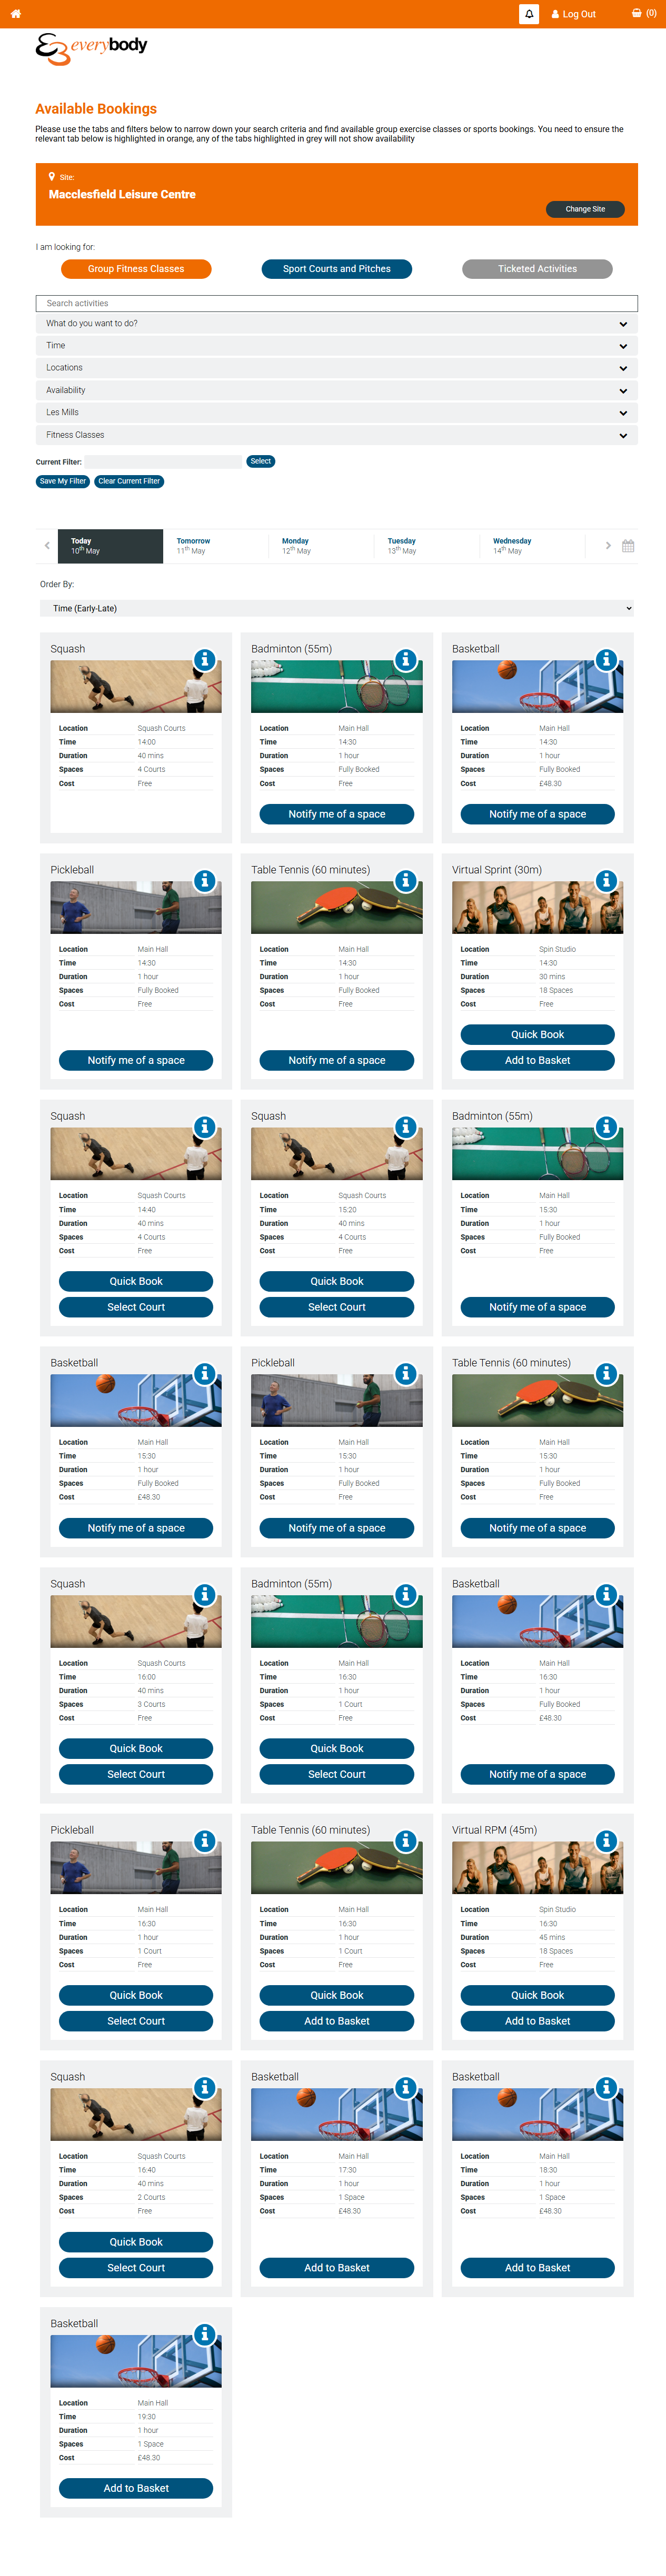 Log Out
(0)
everybody
Available Bookings
Please use the tabs and filters below to narrow down your search criteria and find available group exercise classes or sports bookings. You need to ensure the
relevant tab below is highlighted in orange, any of the tabs highlighted in grey will not show availability
Site:
Macclesfield Leisure Centre
Change Site
I am looking for:
Group Fitness Classes
Sport Courts and Pitches
Ticketed Activities
Search activities
What do you want to do?
Time
Locations
Availability
Les Mills
Fitness Classes
Current Filter:
Select
Save My Filter
Clear Current Filter
Today
10th May
Tomorrow
11th May
Monday
12th May
Tuesday
13th May
Wednesday
14th May
Order By:
Time (Early-Late)
Squash
Location Squash Courts
Time 14:00
Duration 40 mins
Spaces 4 Courts
Cost Free
Badminton (55m)
Location Main Hall
Time 14:30
Duration 1 hour
Spaces Fully Booked
Cost Free
Notify me of a space
Basketball
Location Main Hall
Time 14:30
Duration 1 hour
Spaces Fully Booked
Cost £48.30
Notify me of a space
Pickleball
Location Main Hall
Time 14:30
Duration 1 hour
Spaces Fully Booked
Cost Free
Notify me of a space
Table Tennis (60 minutes)
Location Main Hall
Time 14:30
Duration 1 hour
Spaces Fully Booked
Cost Free
Notify me of a space
Virtual Sprint (30m)
Location Spin Studio
Time 14:30
Duration 30 mins
Spaces 18 Spaces
Cost Free
Quick Book
Add to Basket
Squash
Location Squash Courts
Time 14:40
Duration 40 mins
Spaces 4 Courts
Cost Free
Quick Book
Select Court
Squash
Location Squash Courts
Time 15:20
Duration 40 mins
Spaces 4 Courts
Cost Free
Quick Book
Select Court
Badminton (55m)
Location Main Hall
Time 15:30
Duration 1 hour
Spaces Fully Booked
Cost Free
Notify me of a space
Basketball
Location Main Hall
Time 15:30
Duration 1 hour
Spaces Fully Booked
Cost £48.30
Notify me of a space
Pickleball
Location Main Hall
Time 15:30
Duration 1 hour
Spaces Fully Booked
Cost Free
Notify me of a space
Table Tennis (60 minutes)
Location Main Hall
Time 15:30
Duration 1 hour
Spaces Fully Booked
Cost Free
Notify me of a space
Squash
Location Squash Courts
Time 16:00
Duration 40 mins
Spaces 3 Courts
Cost Free
Quick Book
Select Court
Badminton (55m)
Location Main Hall
Time 16:30
Duration 1 hour
Spaces 1 Court
Cost Free
Quick Book
Select Court
Basketball
Location Main Hall
Time 16:30
Duration 1 hour
Spaces Fully Booked
Cost £48.30
Notify me of a space
Pickleball
Location Main Hall
Time 16:30
Duration 1 hour
Spaces 1 Court
Cost Free
Quick Book
Select Court
Table Tennis (60 minutes)
Location Main Hall
Time 16:30
Duration 1 hour
Spaces 1 Court
Cost Free
Quick Book
Add to Basket
Virtual RPM (45m)
Location Spin Studio
Time 16:30
Duration 45 mins
Spaces 18 Spaces
Cost Free
Quick Book
Add to Basket
Squash
Location Squash Courts
Time 16:40
Duration 40 mins
Spaces 2 Courts
Cost Free
Quick Book
Select Court
Basketball
Location Main Hall
Time 17:30
Duration 1 hour
Spaces 1 Space
Cost £48.30
Add to Basket
Basketball
Location Main Hall
Time 18:30
Duration 1 hour
Spaces 1 Space
Cost £48.30
Add to Basket
Basketball
Location Main Hall
Time 19:30
Duration 1 hour
Spaces 1 Space
Cost £48.30
Add to Basket